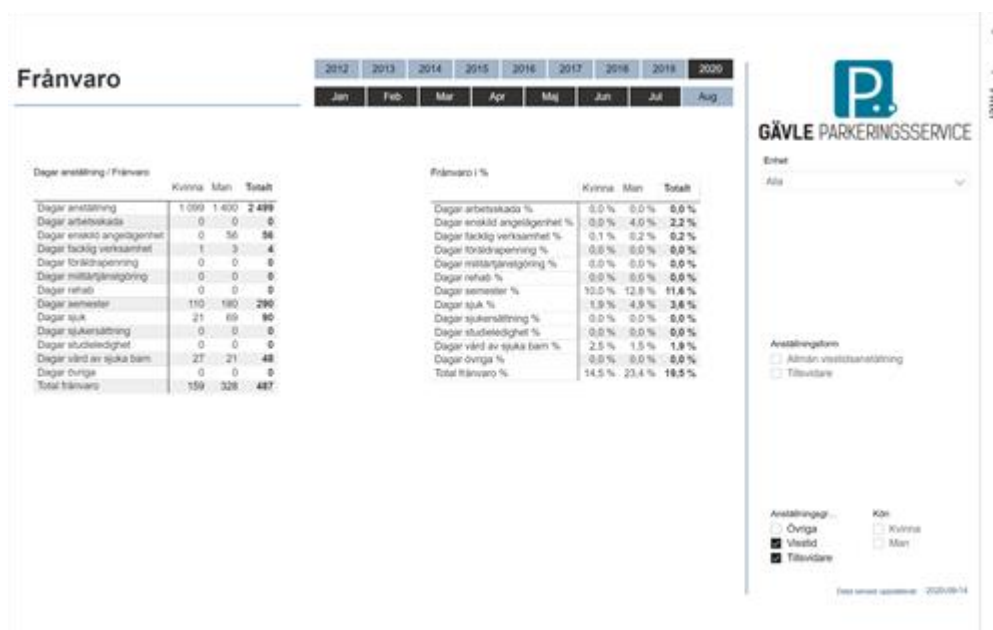 Frånvaro
2012 2013 2014 2015 2016 2017 2018 2019 2020
Jan Feb Mar Apr Maj Jun Jul Aug
P
GÄVLE PARKERINGSSERVICE
Enhet
Alla
Dagar anställning / Frånvaro
Kvinna Man Totalt
Dagar anställning 1 099 1 400 2 499
Dagar arbetsskada 0 0 0
Dagar enskild angelägenhet 0 56 56
Dagar facklig verksamhet 1 3 4
Dagar föräldrapenning 0 0 0
Dagar militärtjänstgöring 0 0 0
Dagar rehab 0 0 0
Dagar semester 110 180 290
Dagar sjuk 21 69 90
Dagar sjukersättning 0 0 0
Dagar studieledighet 0 0 0
Dagar vård av sjuka barn 27 21 48
Dagar övriga 0 0 0
Total frånvaro 159 328 487
Frånvaro i %
Kvinna Man Totalt
Dagar arbetsskada % 0,0 % 0,0 % 0,0 %
Dagar enskild angelägenhet % 0,0 % 4,0 % 2,2 %
Dagar facklig verksamhet % 0,1 % 0,2 % 0,2 %
Dagar föräldrapenning % 0,0 % 0,0 % 0,0 %
Dagar militärtjänstgöring % 0,0 % 0,0 % 0,0 %
Dagar rehab % 0,0 % 0,0 % 0,0 %
Dagar semester % 10,0 % 12,8 % 11,6 %
Dagar sjuk % 1,9 % 4,9 % 3,6 %
Dagar sjukersättning % 0,0 % 0,0 % 0,0 %
Dagar studieledighet % 0,0 % 0,0 % 0,0 %
Dagar vård av sjuka barn % 2,5 % 1,5 % 1,9 %
Dagar övriga % 0,0 % 0,0 % 0,0 %
Total frånvaro % 14,5 % 23,4 % 19,5 %
Anställningsform
Allmän visstidsanställning
Tillsvidare
Anställningsgr...
Övriga
Visstid
Tillsvidare
Kön
Kvinna
Man
Data senast uppdaterat 2020-09-14